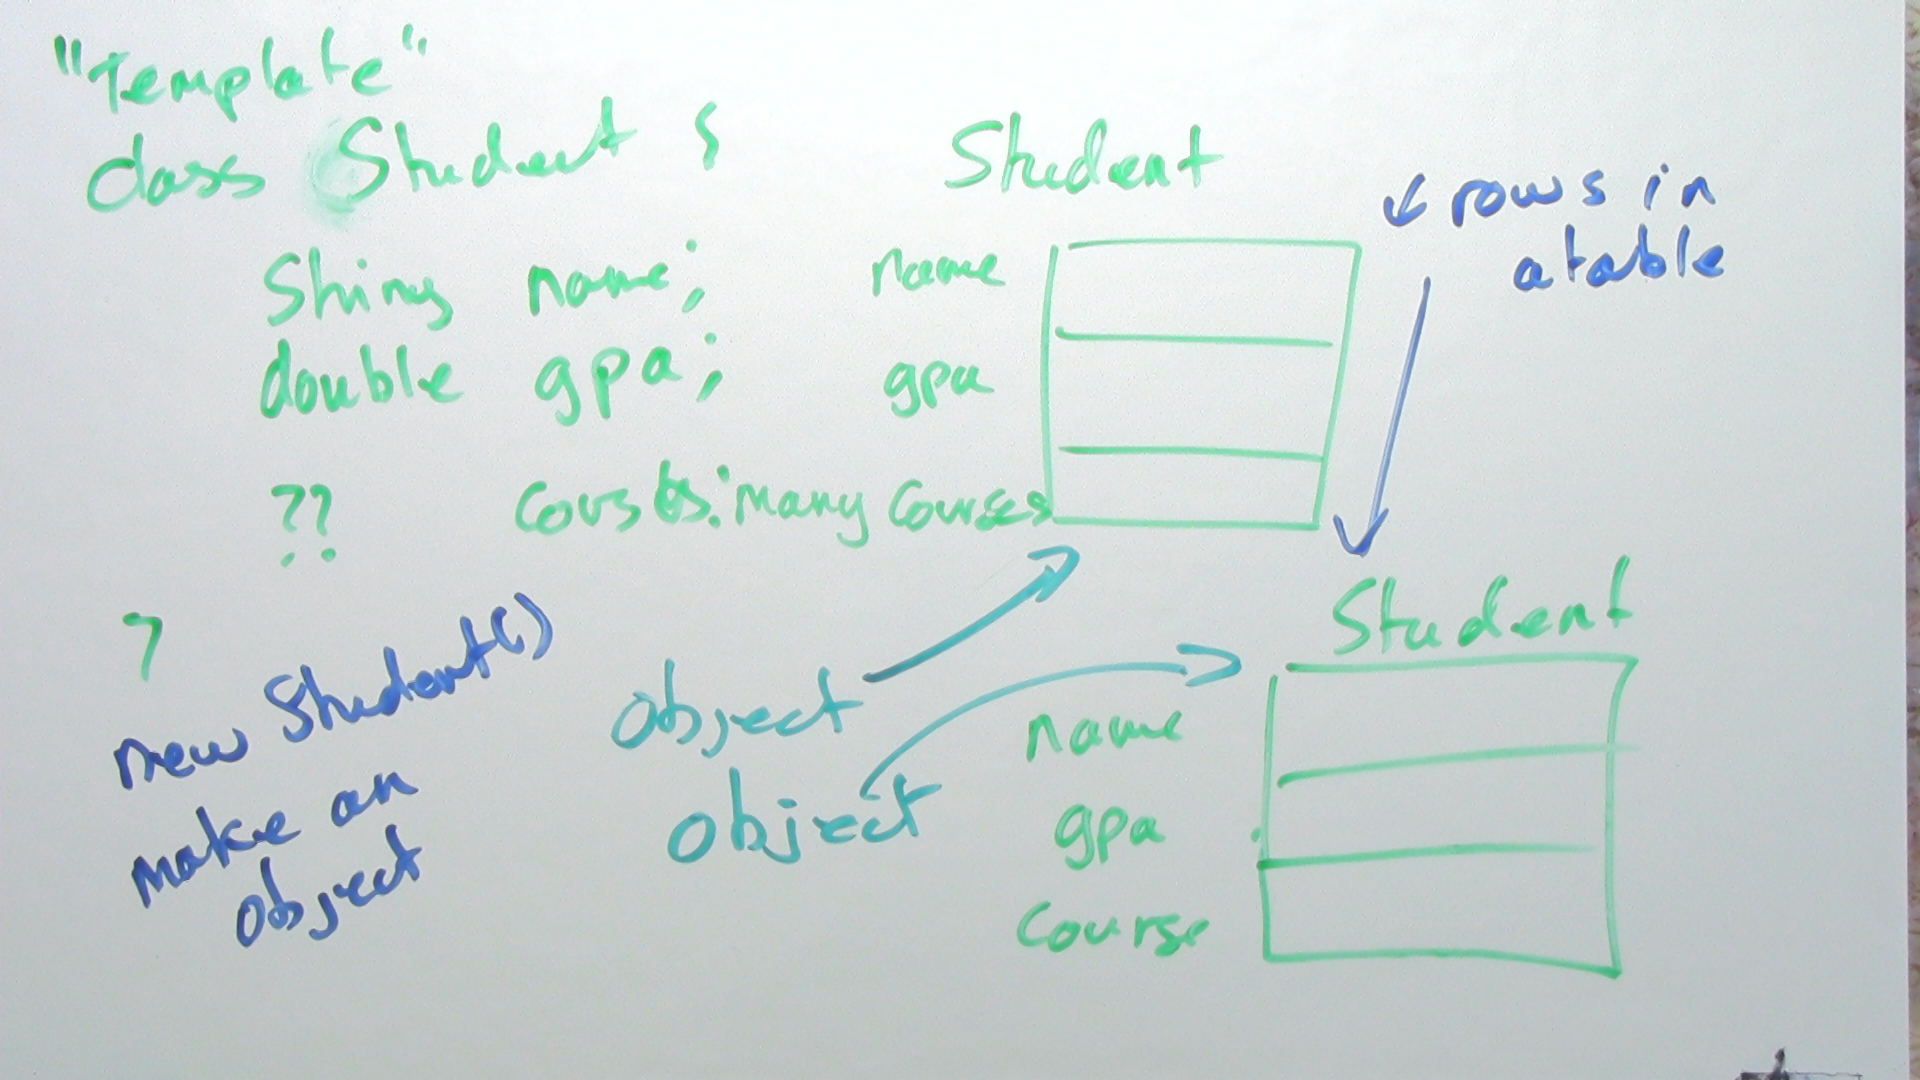 "Template"
class Student {
String name;
double gpa;
?? : many
}
new Student()
make an
object
Student
name
gpa
courses
rows in
a table
object
object
Student
name
gpa
course